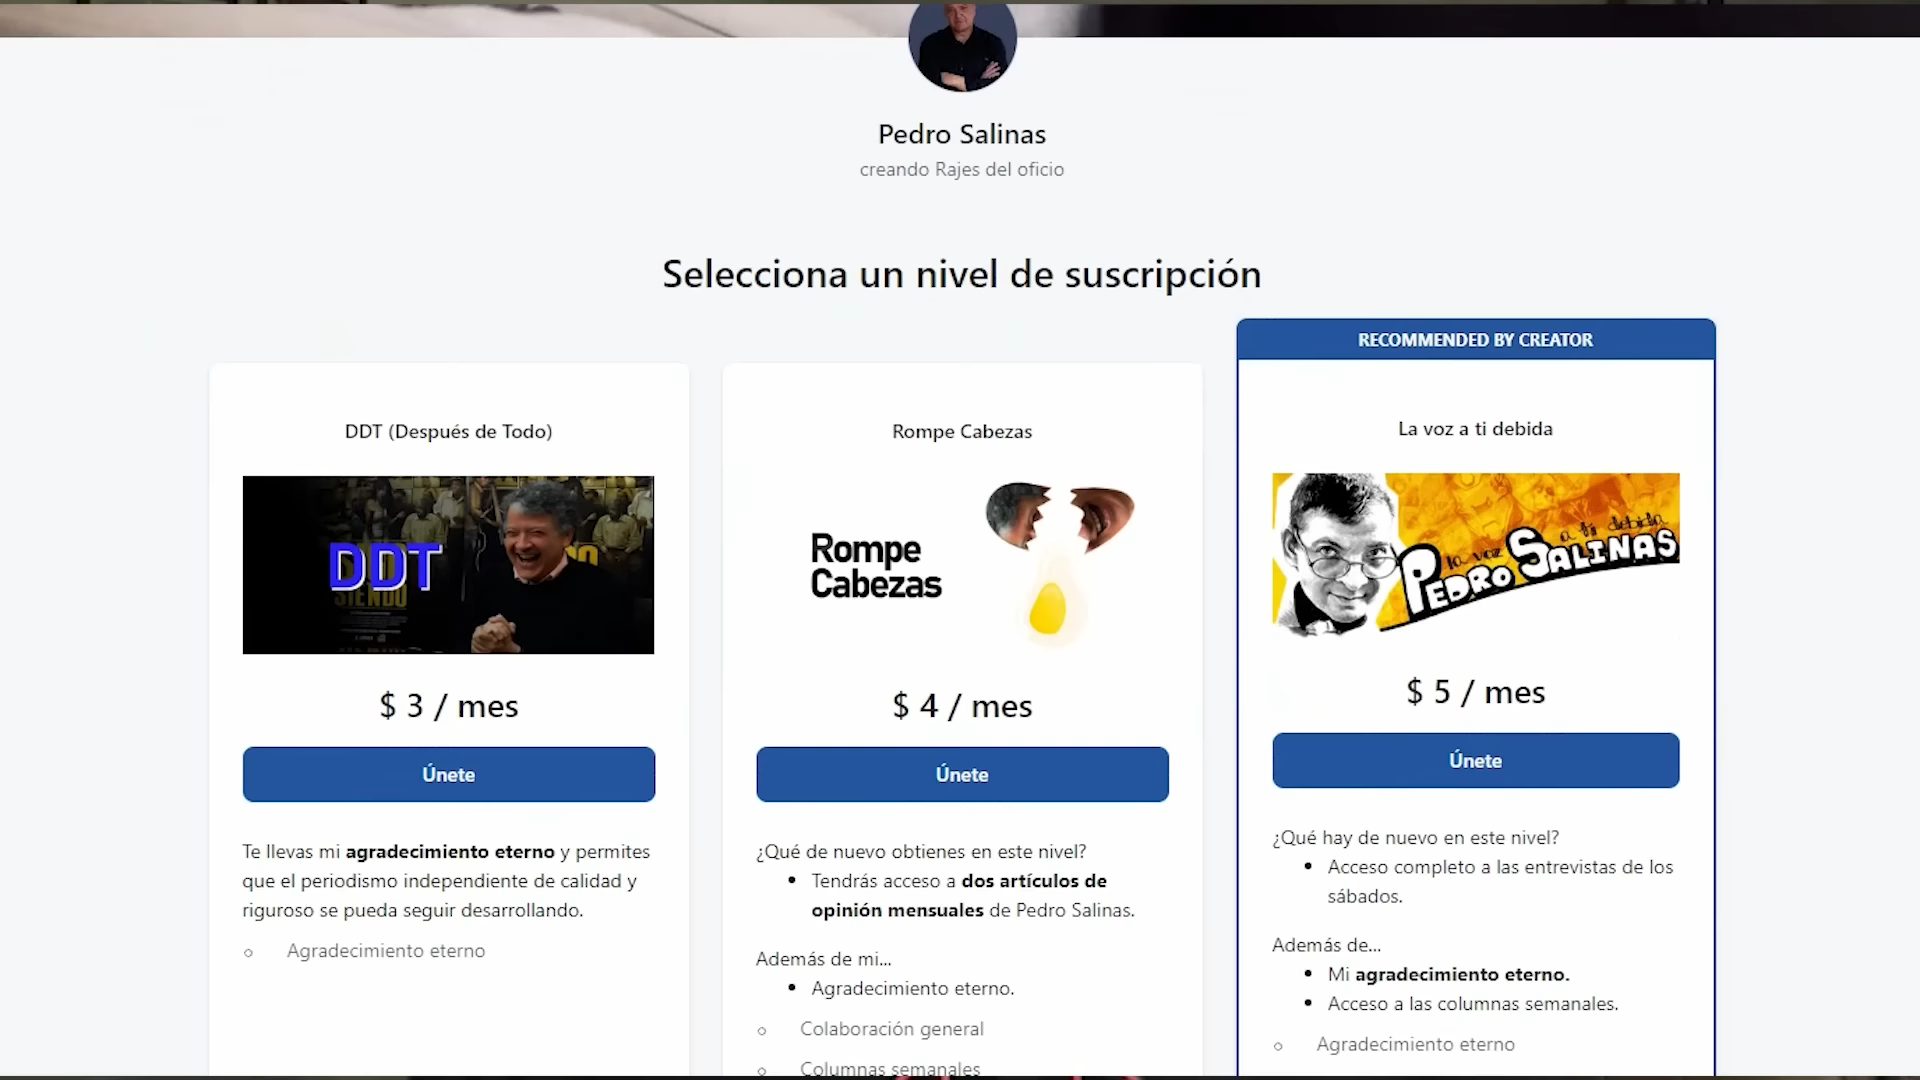 Pedro Salinas
creando Rajes del oficio
Selecciona un nivel de suscripción
DDT (Después de Todo)
DDT
SIENDO
$ 3 / mes
Únete
Te llevas mi agradecimiento eterno y permites
que el periodismo independiente de calidad y
riguroso se pueda seguir desarrollando.
Agradecimiento eterno
Rompe Cabezas
Rompe
Cabezas
$ 4 / mes
Únete
¿Qué de nuevo obtienes en este nivel?
Tendrás acceso a dos artículos de
opinión mensuales de Pedro Salinas.
Además de mi...
Agradecimiento eterno.
Colaboración general
Columnas semanales
RECOMMENDED BY CREATOR
La voz a ti debida
la voz a ti debida
PEDRO SALINAS
$ 5 / mes
Únete
¿Qué hay de nuevo en este nivel?
Acceso completo a las entrevistas de los
sábados.
Además de...
Mi agradecimiento eterno.
Acceso a las columnas semanales.
Agradecimiento eterno